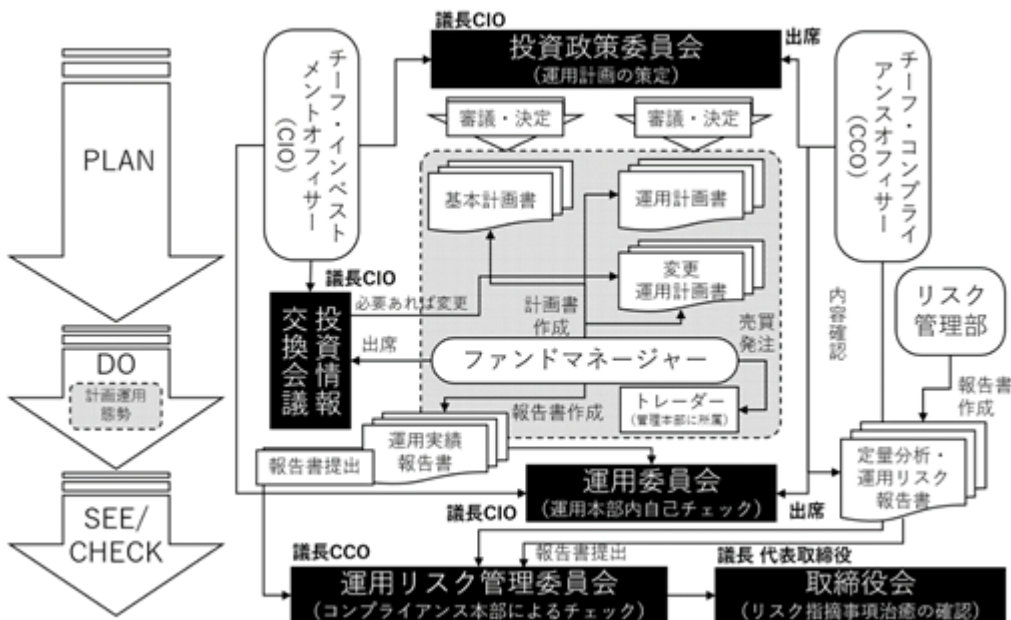 PLAN
DO
計画運用
態勢
SEE/
CHECK
チーフ・インベスト
メントオフィサー
(CIO)
議長CIO
投資政策委員会
(運用計画の策定)
出席
チーフ・コンプライ
アンスオフィサー
(CCO)
審議・決定
審議・決定
基本計画書
運用計画書
変更
運用計画書
議長CIO
投資情報
交換会議
必要あれば変更
出席
計画書
作成
売買
発注
ファンドマネージャー
トレーダー
(管理本部に所属)
内容確認
リスク
管理部
報告書
作成
報告書作成
運用実績
報告書
報告書提出
運用委員会
(運用本部内自己チェック)
議長CIO
出席
定量分析・
運用リスク
報告書
議長CCO
運用リスク管理委員会
(コンプライアンス本部によるチェック)
報告書提出
議長 代表取締役
取締役会
(リスク指摘事項治癒の確認)